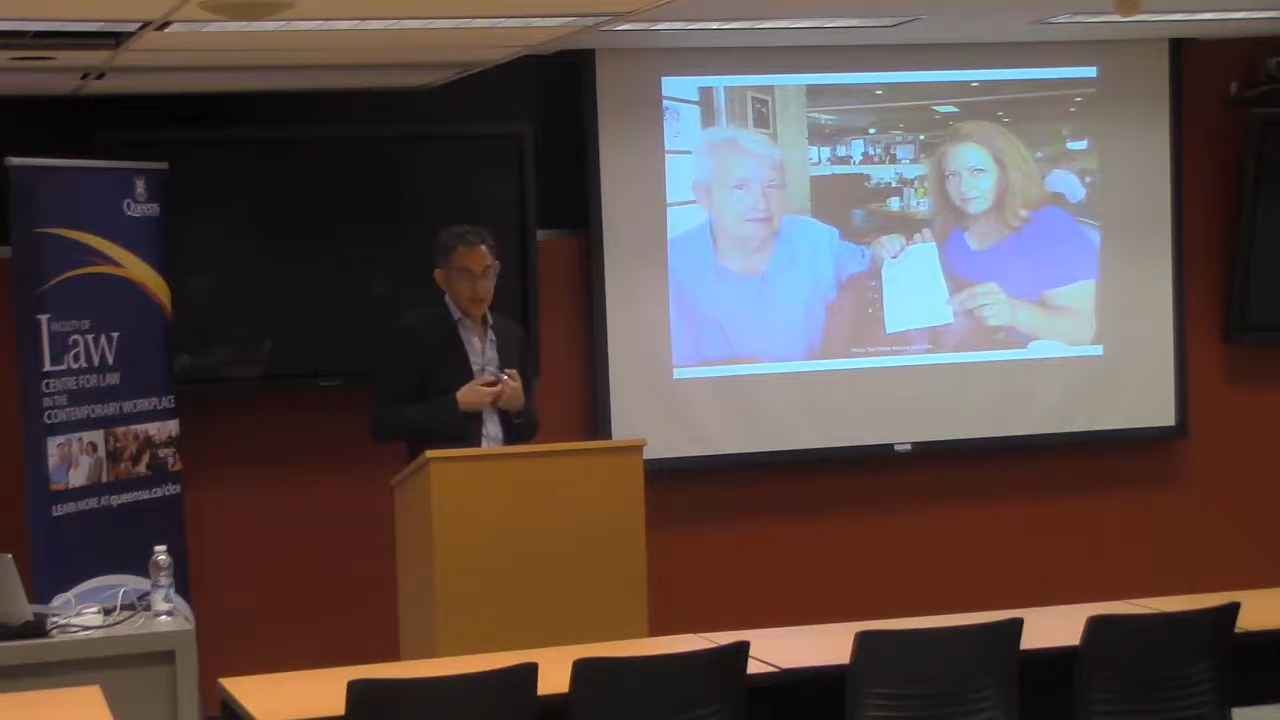 Queen's
FACULTY OF
Law
CENTRE FOR LAW
IN THE
CONTEMPORARY WORKPLACE
LEARN MORE AT queensu.ca/clcw